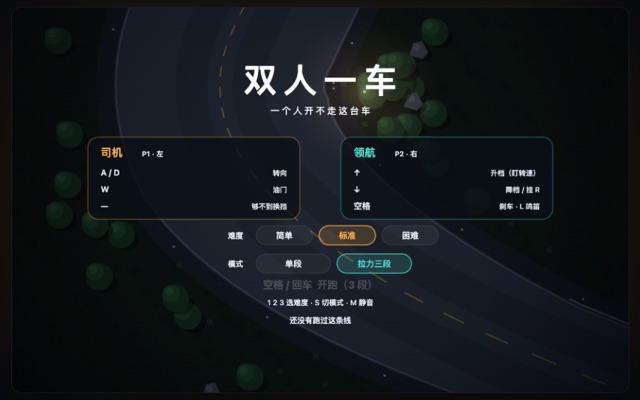 双人一车
一个人开不走这台车
司机 P1 · 左
A / D 转向
W 油门
— 够不到换挡
领航 P2 · 右
↑ 升档（盯转速）
↓ 降档 / 挂 R
空格 刹车 · L 鸣笛
难度 简单 标准 困难
模式 单段 拉力三段
空格 / 回车 开跑（3 段）
1 2 3 选难度 · S 切模式 · M 静音
还没有跑过这条线